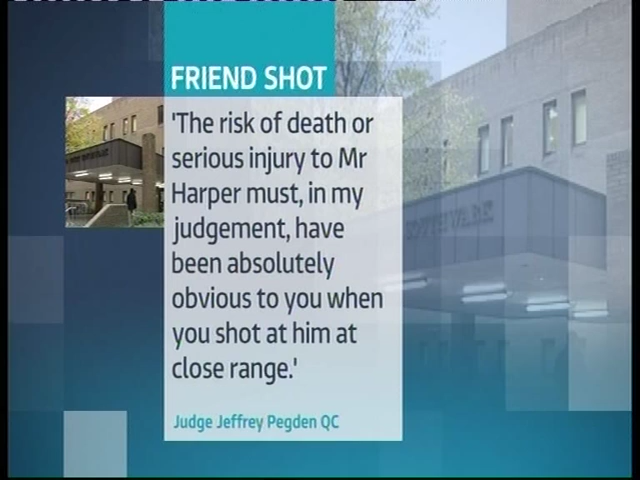 FRIEND SHOT
'The risk of death or
serious injury to Mr
Harper must, in my
judgement, have
been absolutely
obvious to you when
you shot at him at
close range.'
Judge Jeffrey Pegden QC
SOUTHWARK